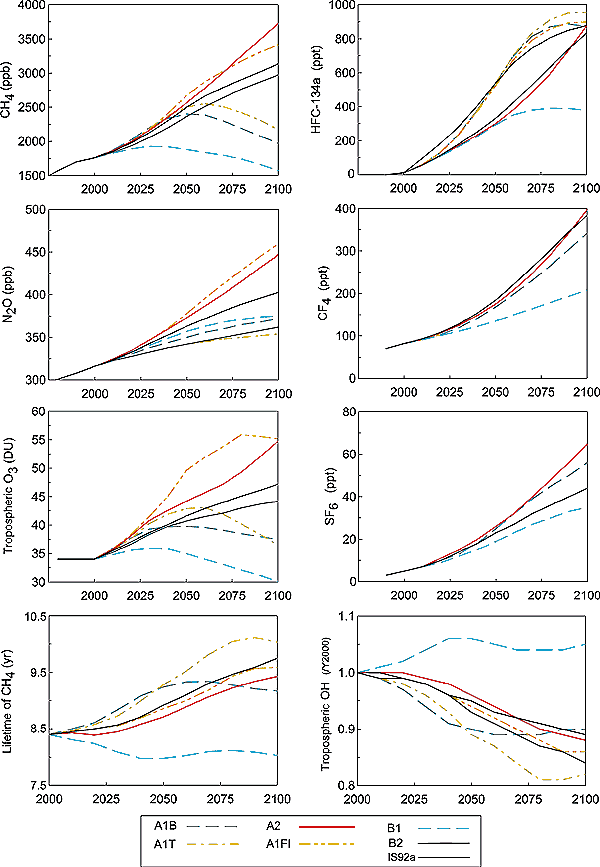 4000
3500
3000
2500
2000
1500
CH4 (ppb)
2000 2025 2050 2075 2100
1000
800
600
400
200
0
HFC-134a (ppt)
2000 2025 2050 2075 2100
500
450
400
350
300
N2O (ppb)
2000 2025 2050 2075 2100
400
300
200
100
0
CF4 (ppt)
2000 2025 2050 2075 2100
60
55
50
45
40
35
30
Tropospheric O3 (DU)
2000 2025 2050 2075 2100
80
60
40
20
0
SF6 (ppt)
2000 2025 2050 2075 2100
10.5
9.5
8.5
7.5
Lifetime of CH4 (yr)
2000 2025 2050 2075 2100
1.1
1.0
0.9
0.8
Tropospheric OH (/Y2000)
2000 2025 2050 2075 2100
A1B A2 B1
A1T A1FI B2
IS92a